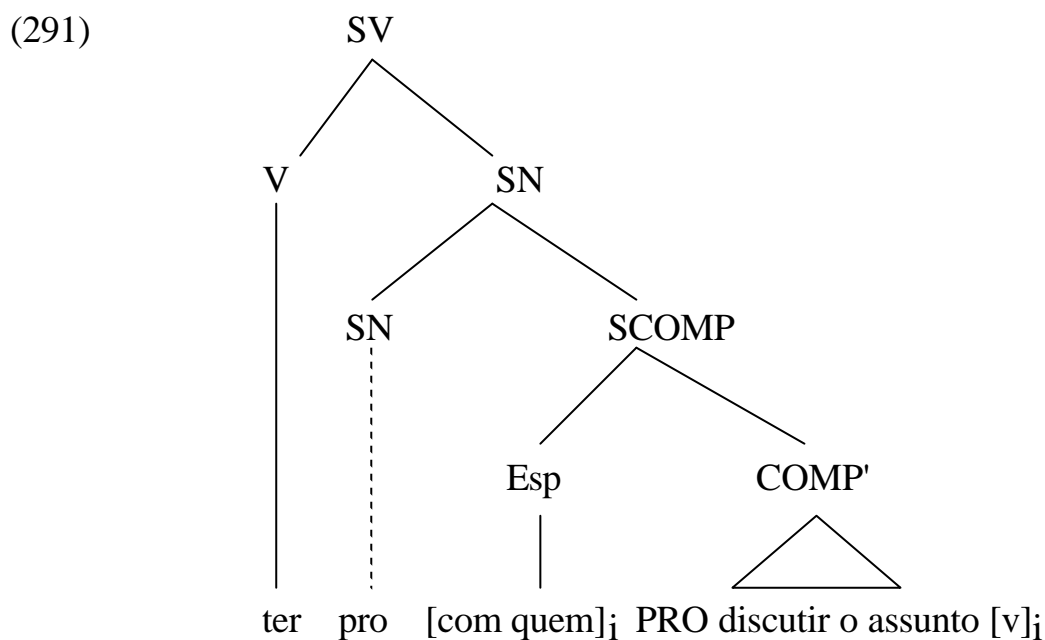 (291) SV
V SN
SN SCOMP
Esp COMP'
ter pro [com quem]i PRO discutir o assunto [v]i